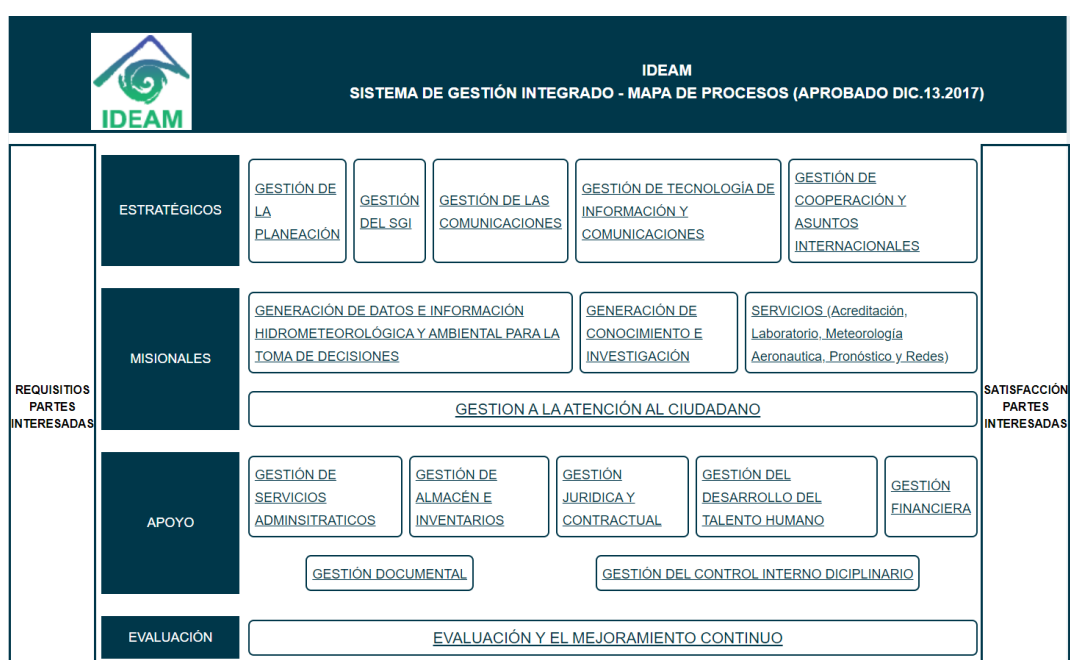 IDEAM
IDEAM
SISTEMA DE GESTIÓN INTEGRADO - MAPA DE PROCESOS (APROBADO DIC.13.2017)
REQUISITIOS
PARTES
INTERESADAS
ESTRATÉGICOS
GESTIÓN DE
LA
PLANEACIÓN
GESTIÓN
DEL SGI
GESTIÓN DE LAS
COMUNICACIONES
GESTIÓN DE TECNOLOGÍA DE
INFORMACIÓN Y
COMUNICACIONES
GESTIÓN DE
COOPERACIÓN Y
ASUNTOS
INTERNACIONALES
MISIONALES
GENERACIÓN DE DATOS E INFORMACIÓN
HIDROMETEOROLÓGICA Y AMBIENTAL PARA LA
TOMA DE DECISIONES
GENERACIÓN DE
CONOCIMIENTO E
INVESTIGACIÓN
SERVICIOS (Acreditación,
Laboratorio, Meteorología
Aeronautica, Pronóstico y Redes)
GESTION A LA ATENCIÓN AL CIUDADANO
APOYO
GESTIÓN DE
SERVICIOS
ADMINSITRATICOS
GESTIÓN DE
ALMACÉN E
INVENTARIOS
GESTIÓN
JURIDICA Y
CONTRACTUAL
GESTIÓN DEL
DESARROLLO DEL
TALENTO HUMANO
GESTIÓN
FINANCIERA
GESTIÓN DOCUMENTAL
GESTIÓN DEL CONTROL INTERNO DICIPLINARIO
EVALUACIÓN
EVALUACIÓN Y EL MEJORAMIENTO CONTINUO
SATISFACCIÓN
PARTES
INTERESADAS